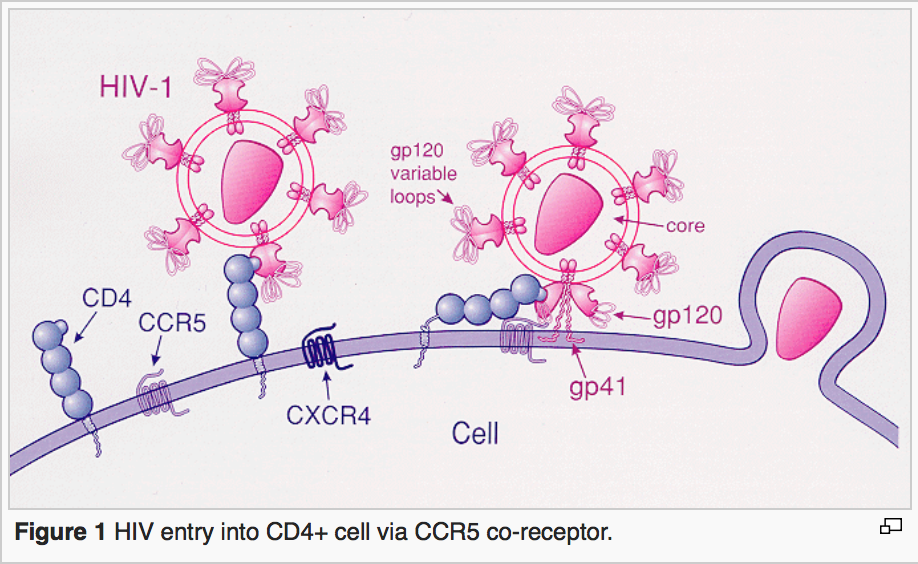 HIV-1
gp120
variable
loops
core
CD4
CCR5
gp120
gp41
CXCR4
Cell
Figure 1 HIV entry into CD4+ cell via CCR5 co-receptor.